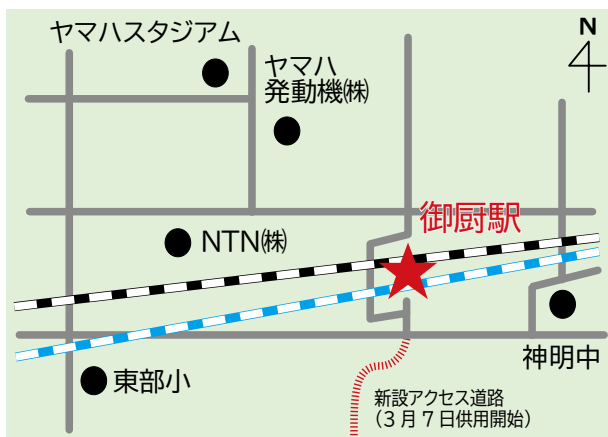 ヤマハスタジアム
N
ヤマハ
発動機㈱
御厨駅
NTN㈱
神明中
東部小
新設アクセス道路
（3月7日供用開始）